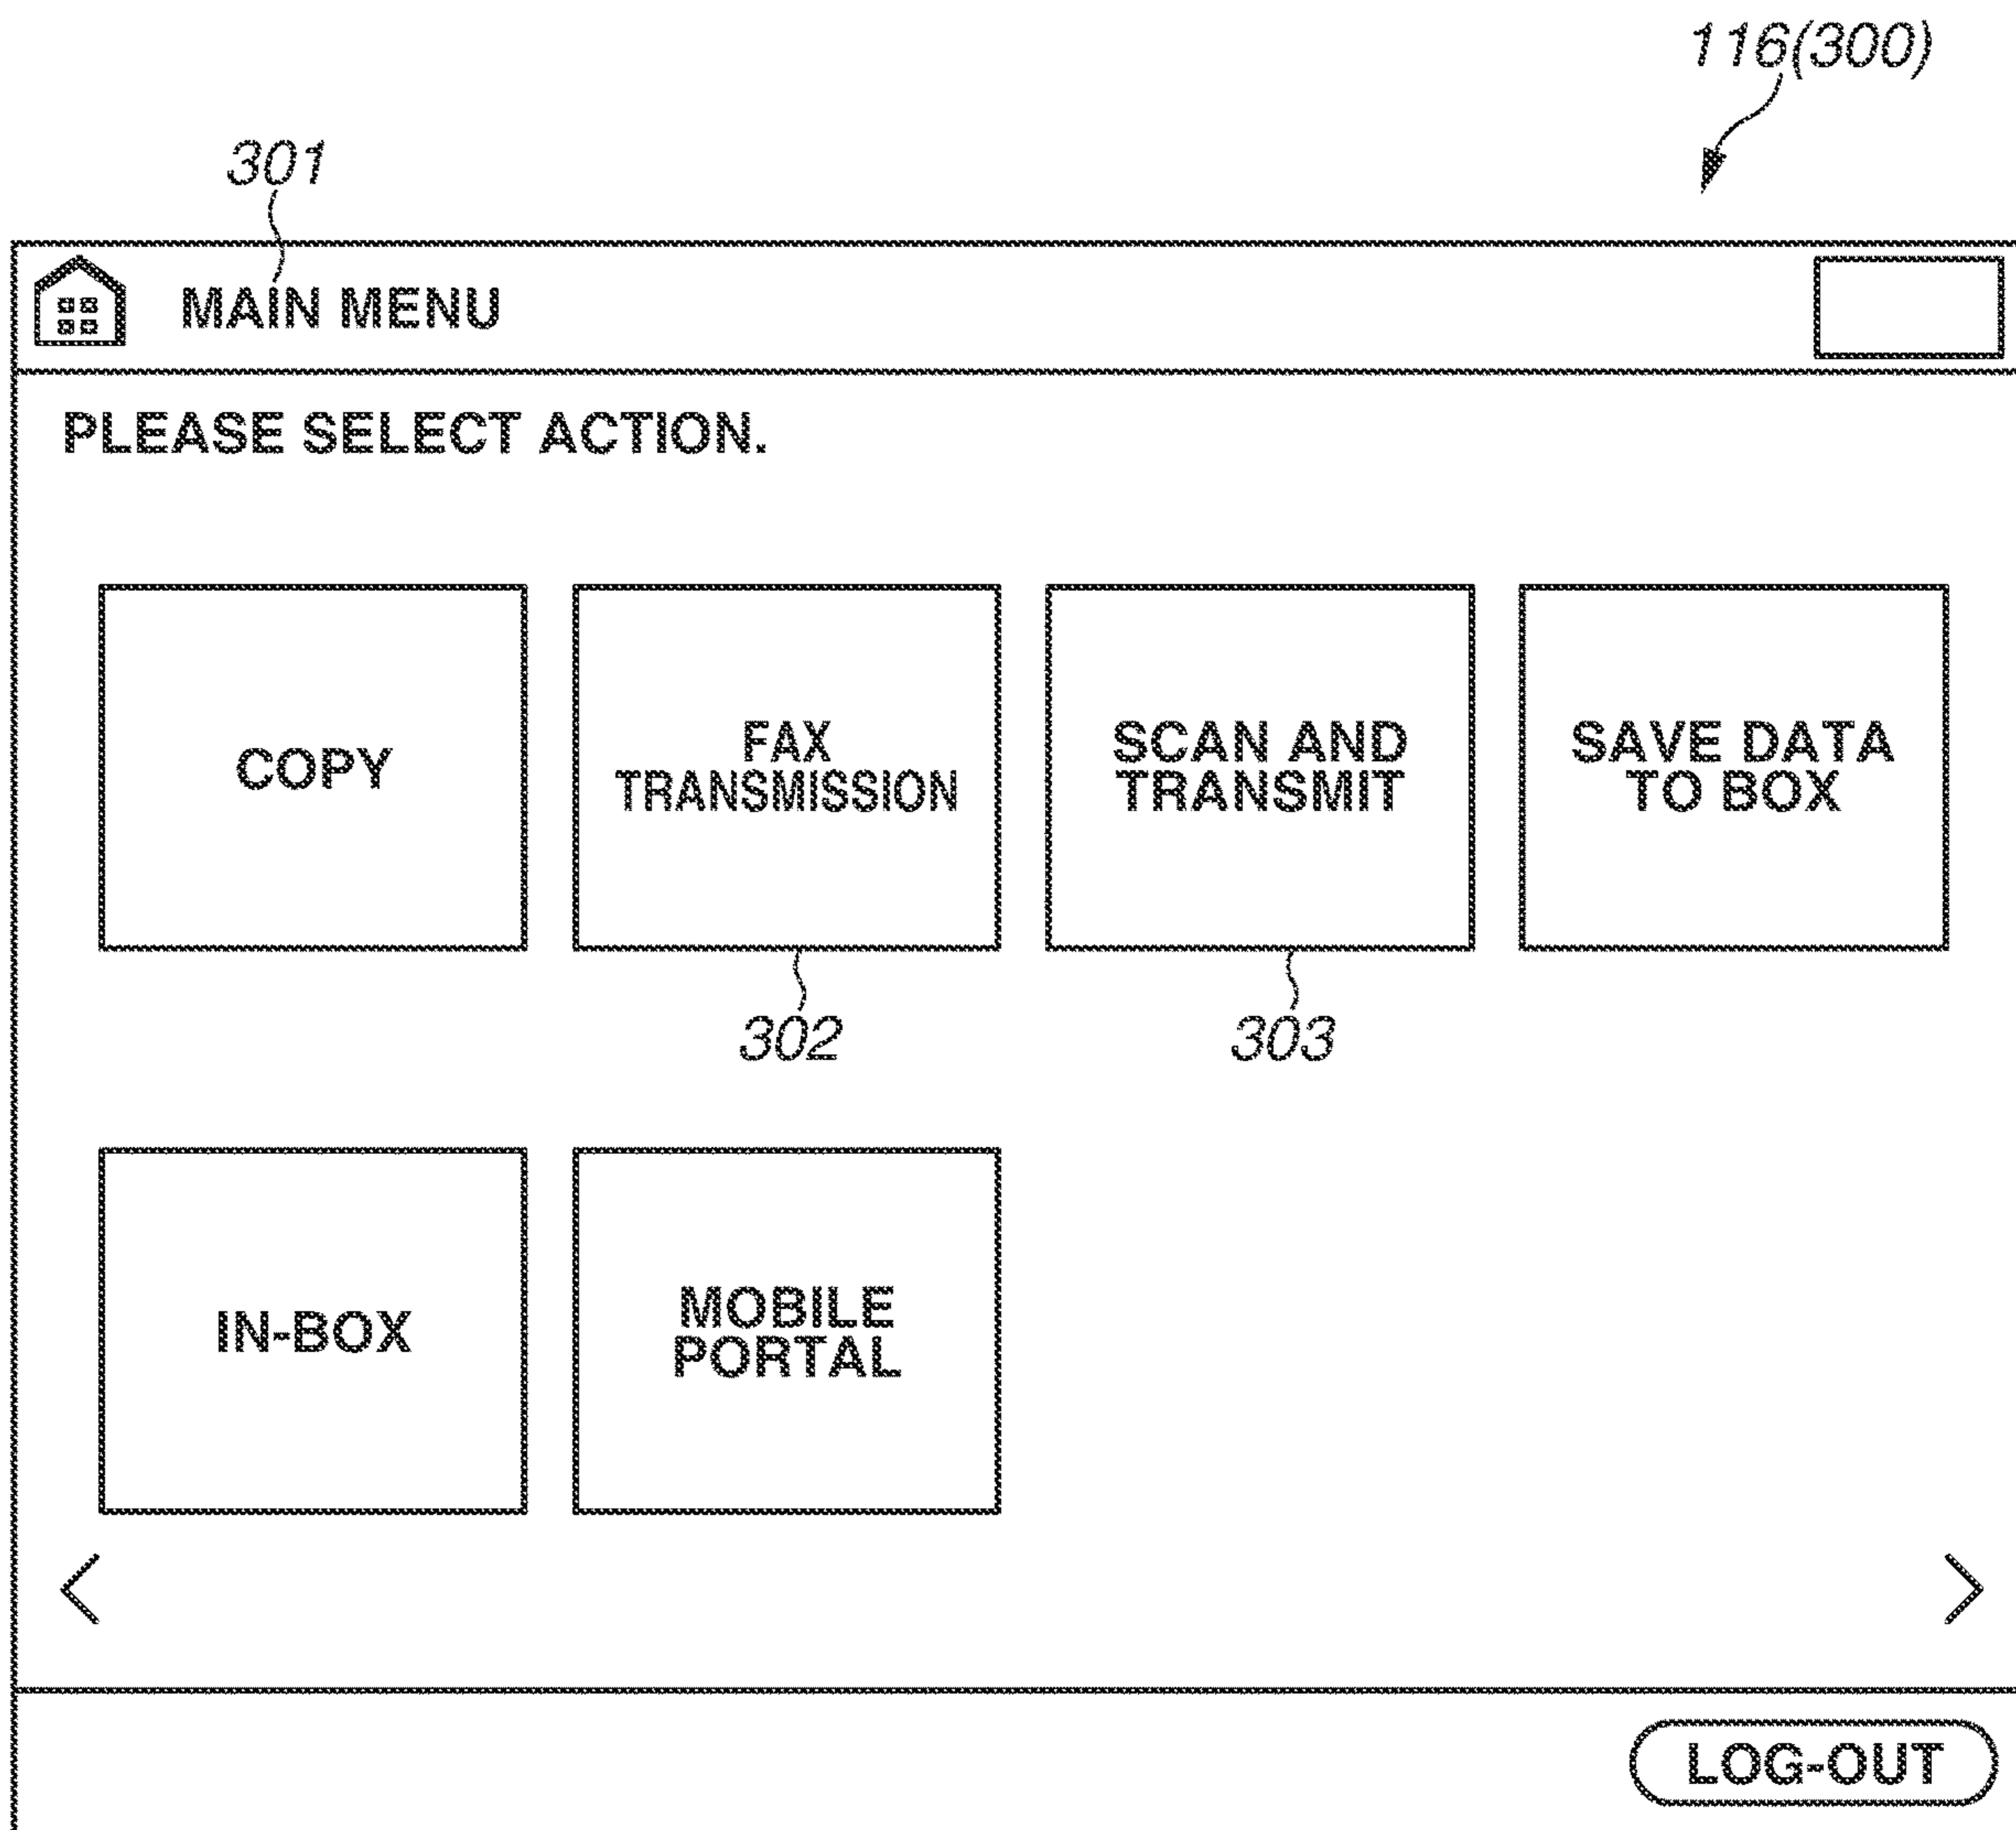 116(300)
301
MAIN MENU
PLEASE SELECT ACTION.
COPY
FAX
TRANSMISSION
SCAN AND
TRANSMIT
SAVE DATA
TO BOX
302
303
IN-BOX
MOBILE
PORTAL
LOG-OUT